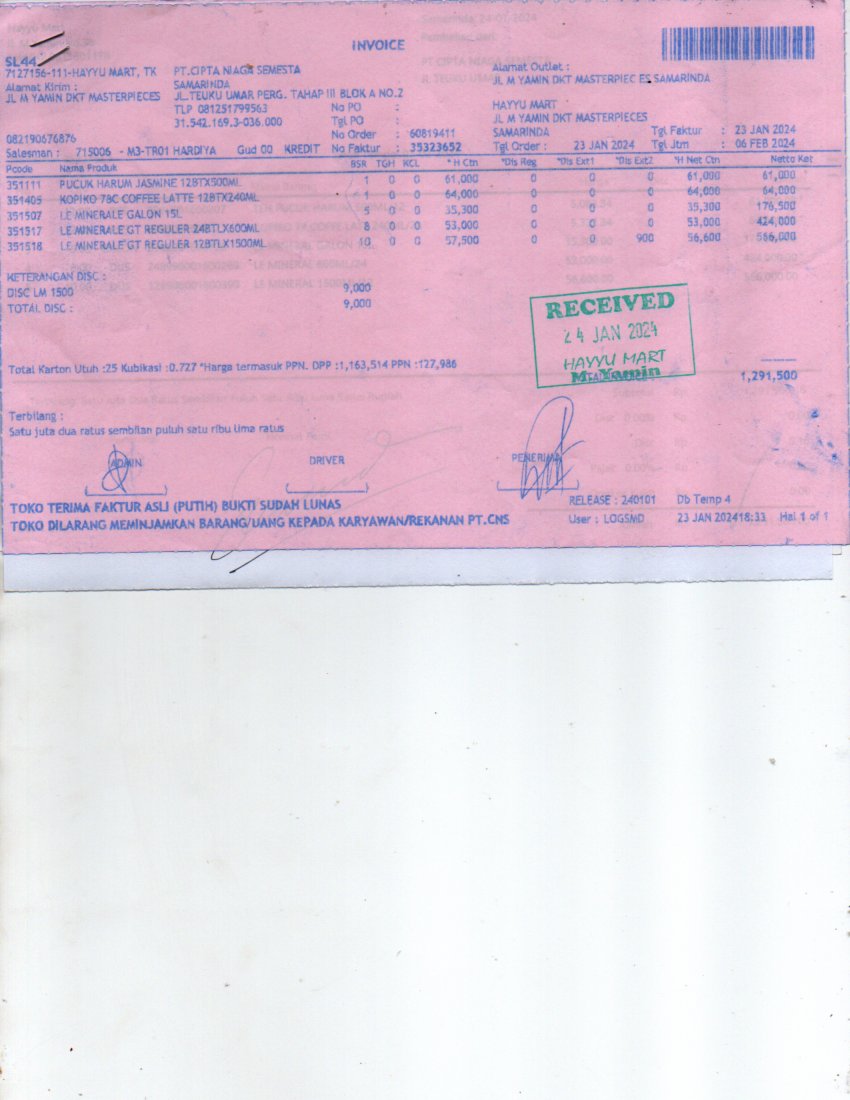 INVOICE
SL44
7127156-111-HAYYU MART, TK PT.CIPTA NIAGA SEMESTA Alamat Outlet :
Alamat Kirim : SAMARINDA JL M YAMIN DKT MASTERPIEC ES SAMARINDA
JL M YAMIN DKT MASTERPIECES JL.TEUKU UMAR PERG. TAHAP III BLOK A NO.2
TLP 081251799563 No PO : HAYYU MART
31.542.169.3-036.000 Tgl PO : JL M YAMIN DKT MASTERPIECES
082190676876 No Order : 60819411 SAMARINDA Tgl Faktur : 23 JAN 2024
Salesman : 715006 - M3-TR01 HARDIYA Gud 00 KREDIT No Faktur : 35323652 Tgl Order : 23 JAN 2024 Tgl Jtm : 06 FEB 2024
Pcode Nama Produk BSR TGH KCL *H Ctn *Dis Reg *Dis Ext1 *Dis Ext2 *H Net Ctn Netto Ket
351111 PUCUK HARUM JASMINE 12BTX500ML 1 0 0 61,000 0 0 0 61,000 61,000
351405 KOPIKO 78C COFFEE LATTE 12BTX240ML 1 0 0 64,000 0 0 0 64,000 64,000
351507 LE MINERALE GALON 15L 5 0 0 35,300 0 0 0 35,300 176,500
351517 LE MINERALE GT REGULER 24BTLX600ML 8 0 0 53,000 0 0 0 53,000 424,000
351518 LE MINERALE GT REGULER 12BTLX1500ML 10 0 0 57,500 0 0 900 56,600 566,000
KETERANGAN DISC :
DISC LM 1500 9,000
TOTAL DISC : 9,000
RECEIVED
24 JAN 2024
HAYYU MART
M. Yamin
Total Karton Utuh :25 Kubikasi :0.727 *Harga termasuk PPN. DPP :1,163,514 PPN :127,986
1,291,500
Terbilang :
Satu juta dua ratus sembilan puluh satu ribu lima ratus
ADMIN DRIVER PENERIMA
TOKO TERIMA FAKTUR ASLI (PUTIH) BUKTI SUDAH LUNAS RELEASE : 240101 Db Temp 4
TOKO DILARANG MEMINJAMKAN BARANG/UANG KEPADA KARYAWAN/REKANAN PT.CNS User : LOGSMD 23 JAN 202418:33 Hal 1 of 1